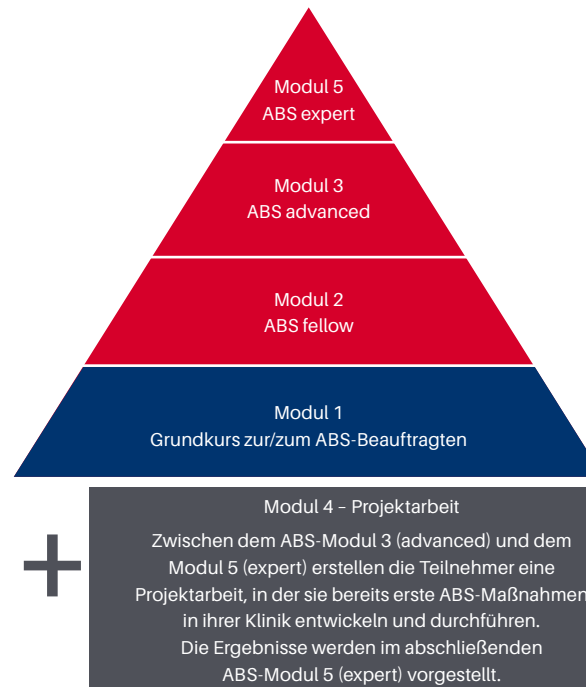 Modul 5
ABS expert
Modul 3
ABS advanced
Modul 2
ABS fellow
Modul 1
Grundkurs zur/zum ABS-Beauftragten
+
Modul 4 – Projektarbeit
Zwischen dem ABS-Modul 3 (advanced) und dem
Modul 5 (expert) erstellen die Teilnehmer eine
Projektarbeit, in der sie bereits erste ABS-Maßnahmen
in ihrer Klinik entwickeln und durchführen.
Die Ergebnisse werden im abschließenden
ABS-Modul 5 (expert) vorgestellt.